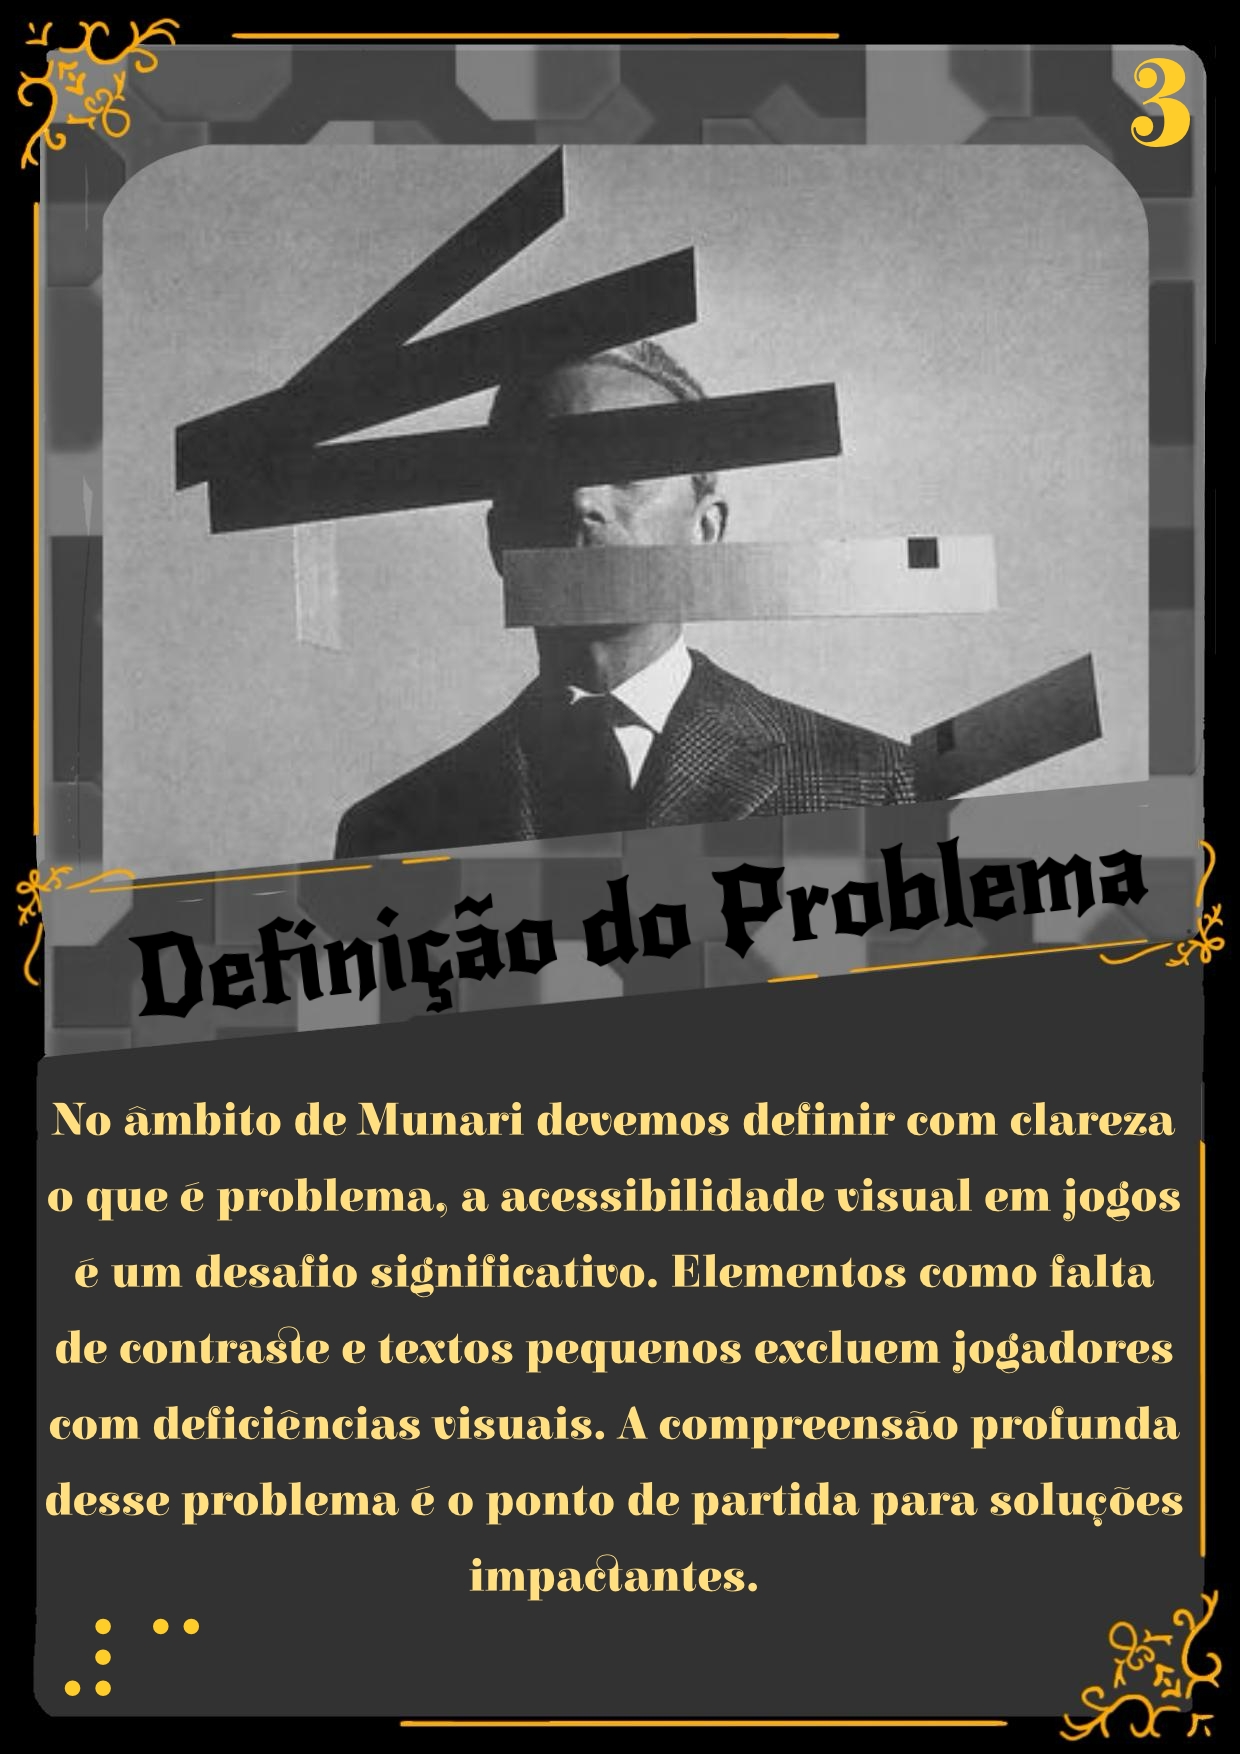 3
Definição do Problema
No âmbito de Munari devemos definir com clareza
o que é problema, a acessibilidade visual em jogos
é um desafio significativo. Elementos como falta
de contraste e textos pequenos excluem jogadores
com deficiências visuais. A compreensão profunda
desse problema é o ponto de partida para soluções
impactantes.
⠼⠉